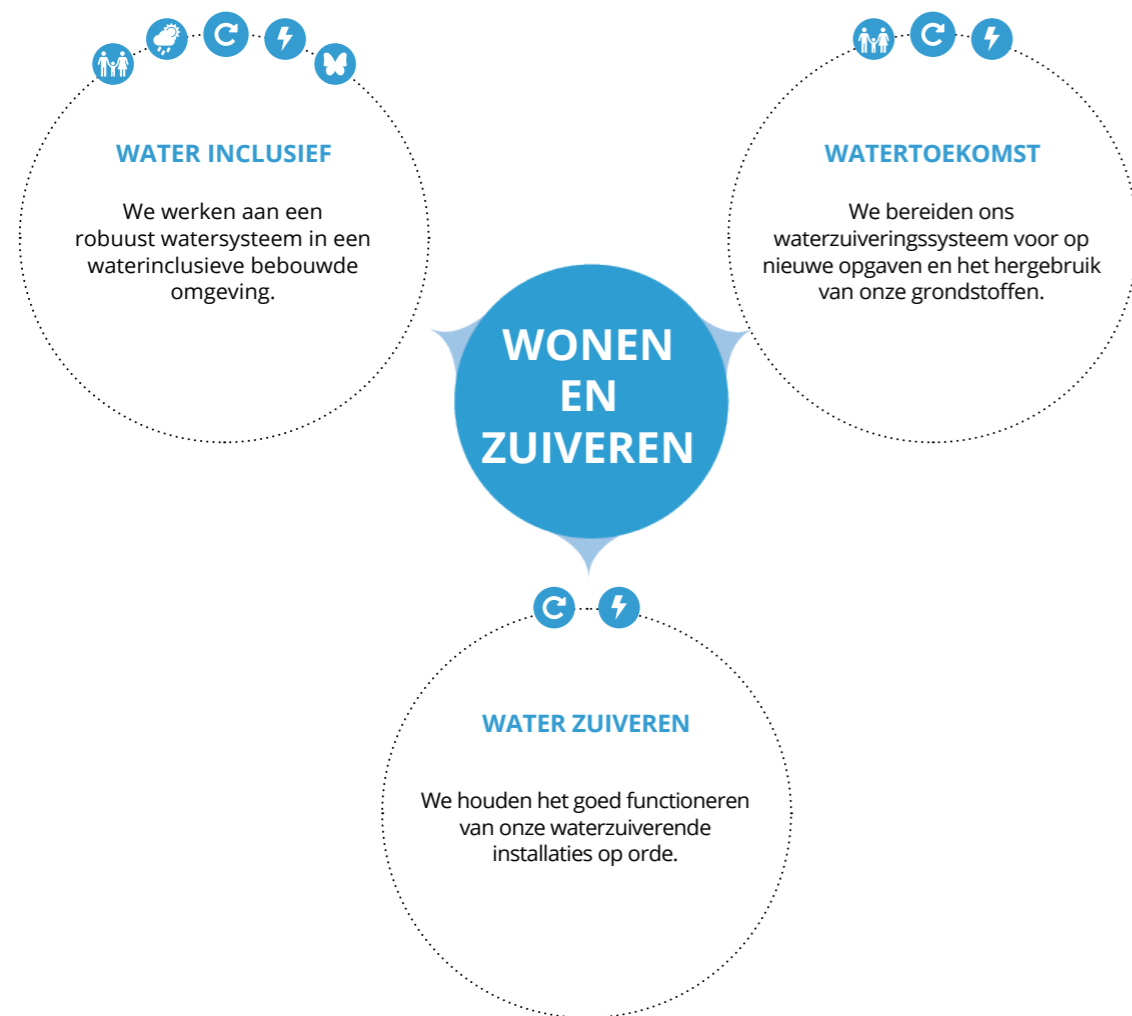 WATER INCLUSIEF
We werken aan een
robuust watersysteem in een
waterinclusieve bebouwde
omgeving.
WATERTOEKOMST
We bereiden ons
waterzuiveringssysteem voor op
nieuwe opgaven en het hergebruik
van onze grondstoffen.
WONEN
EN
ZUIVEREN
WATER ZUIVEREN
We houden het goed functioneren
van onze waterzuiverende
installaties op orde.